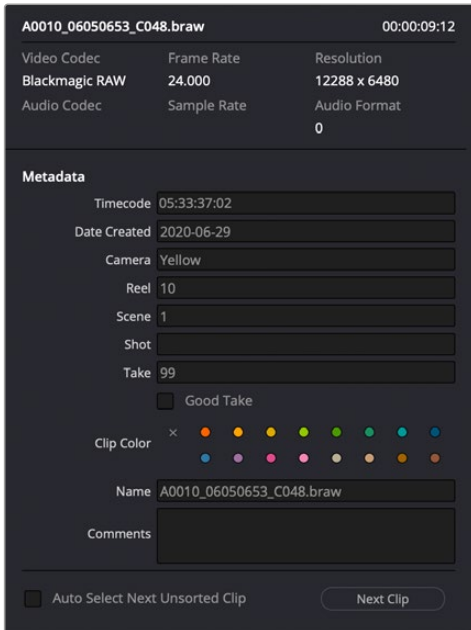 A0010_06050653_C048.braw 00:00:09:12
Video Codec Frame Rate Resolution
Blackmagic RAW 24.000 12288 x 6480
Audio Codec Sample Rate Audio Format
0
Metadata
Timecode 05:33:37:02
Date Created 2020-06-29
Camera Yellow
Reel 10
Scene 1
Shot
Take 99
Good Take
Clip Color
Name A0010_06050653_C048.braw
Comments
Auto Select Next Unsorted Clip Next Clip